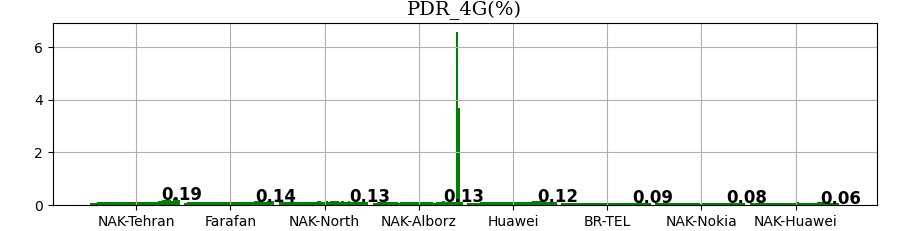 PDR_4G(%)
6
4
2
0
0.19 0.14 0.13 0.13 0.12 0.09 0.08 0.06
NAK-Tehran Farafan NAK-North NAK-Alborz Huawei BR-TEL NAK-Nokia NAK-Huawei